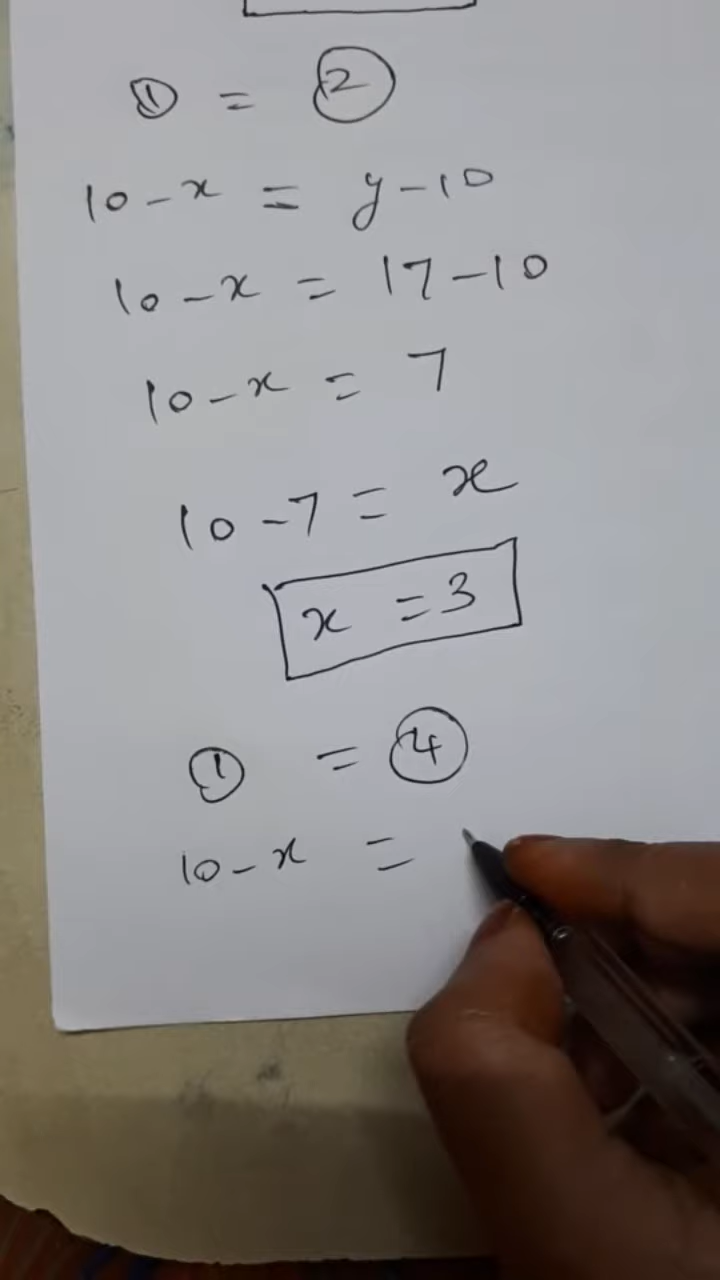 ① = ②
10 - x = y - 10
10 - x = 17 - 10
10 - x = 7
10 - 7 = x
x = 3
① = ④
10 - x =